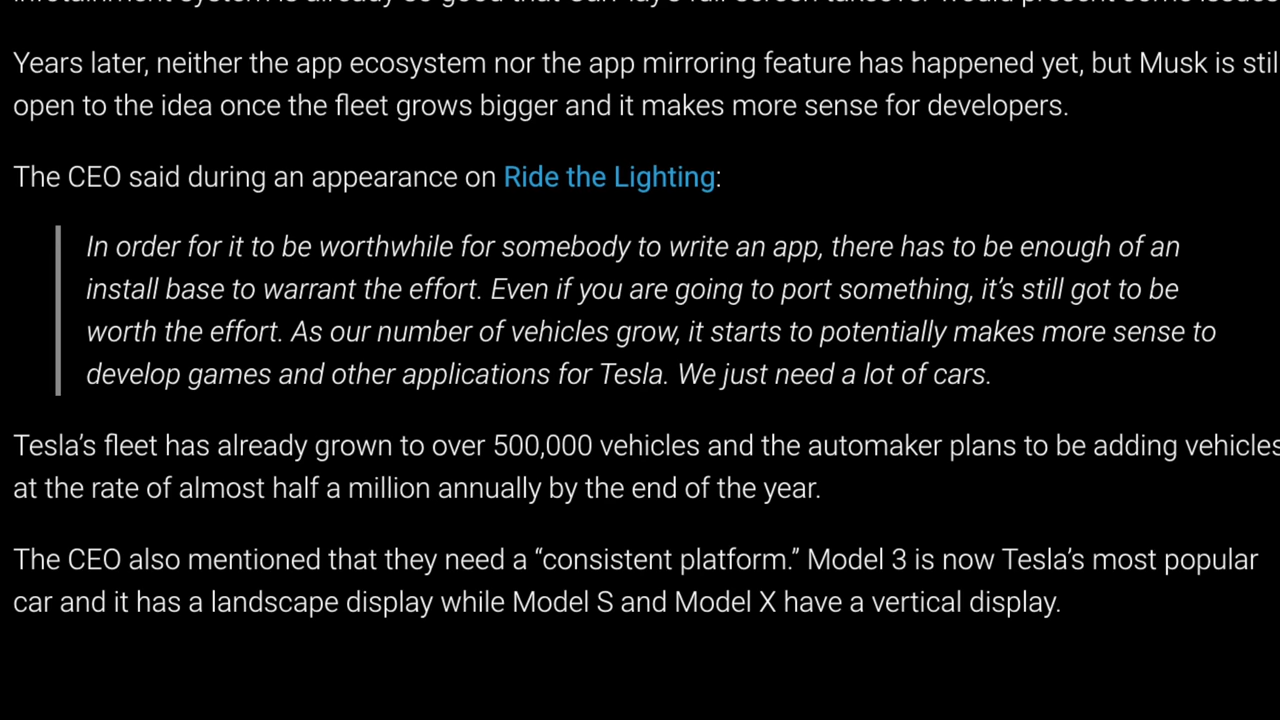 Years later, neither the app ecosystem nor the app mirroring feature has happened yet, but Musk is stil
open to the idea once the fleet grows bigger and it makes more sense for developers.
The CEO said during an appearance on Ride the Lighting:
In order for it to be worthwhile for somebody to write an app, there has to be enough of an
install base to warrant the effort. Even if you are going to port something, it’s still got to be
worth the effort. As our number of vehicles grow, it starts to potentially makes more sense to
develop games and other applications for Tesla. We just need a lot of cars.
Tesla’s fleet has already grown to over 500,000 vehicles and the automaker plans to be adding vehicles
at the rate of almost half a million annually by the end of the year.
The CEO also mentioned that they need a “consistent platform.” Model 3 is now Tesla’s most popular
car and it has a landscape display while Model S and Model X have a vertical display.